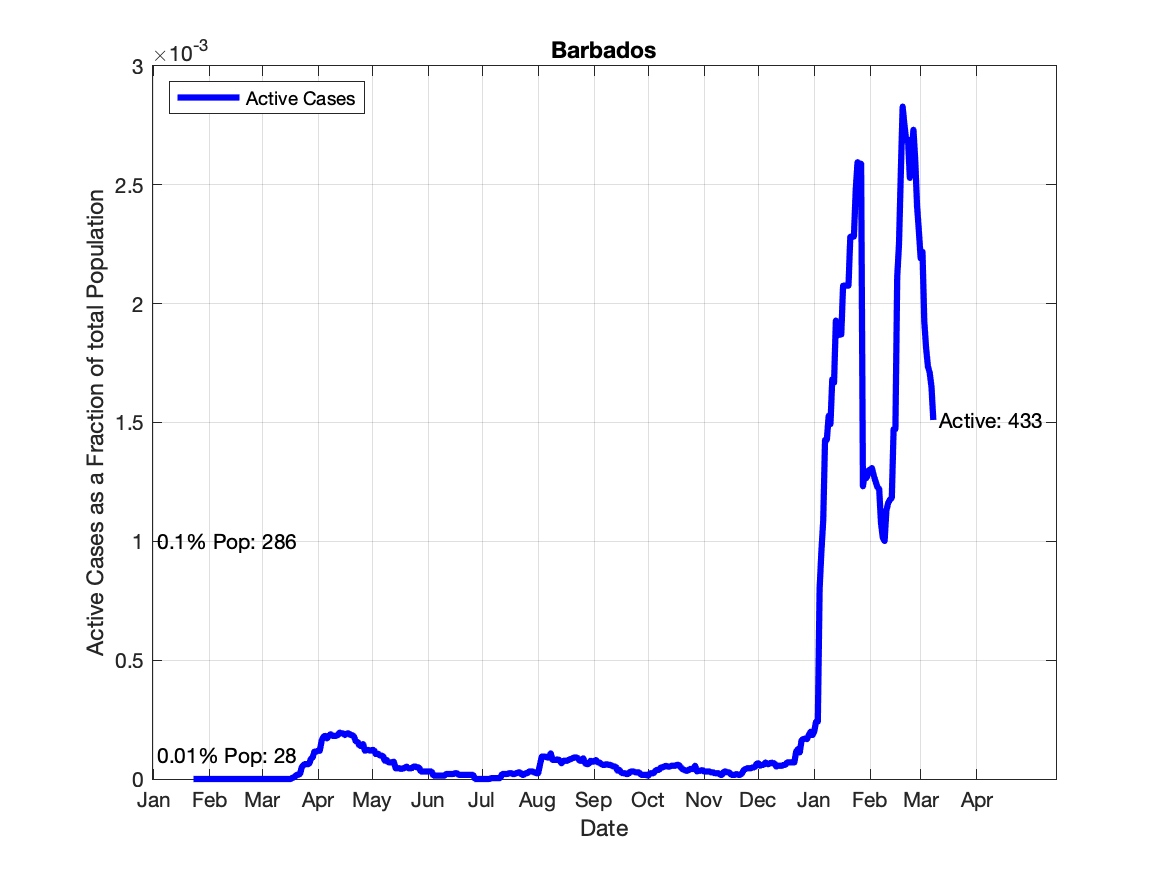 Barbados
×10-3
Active Cases
3
2.5
2
1.5
1
0.5
0
Active Cases as a Fraction of total Population
Active: 433
0.1% Pop: 286
0.01% Pop: 28
Jan Feb Mar Apr May Jun Jul Aug Sep Oct Nov Dec Jan Feb Mar Apr
Date